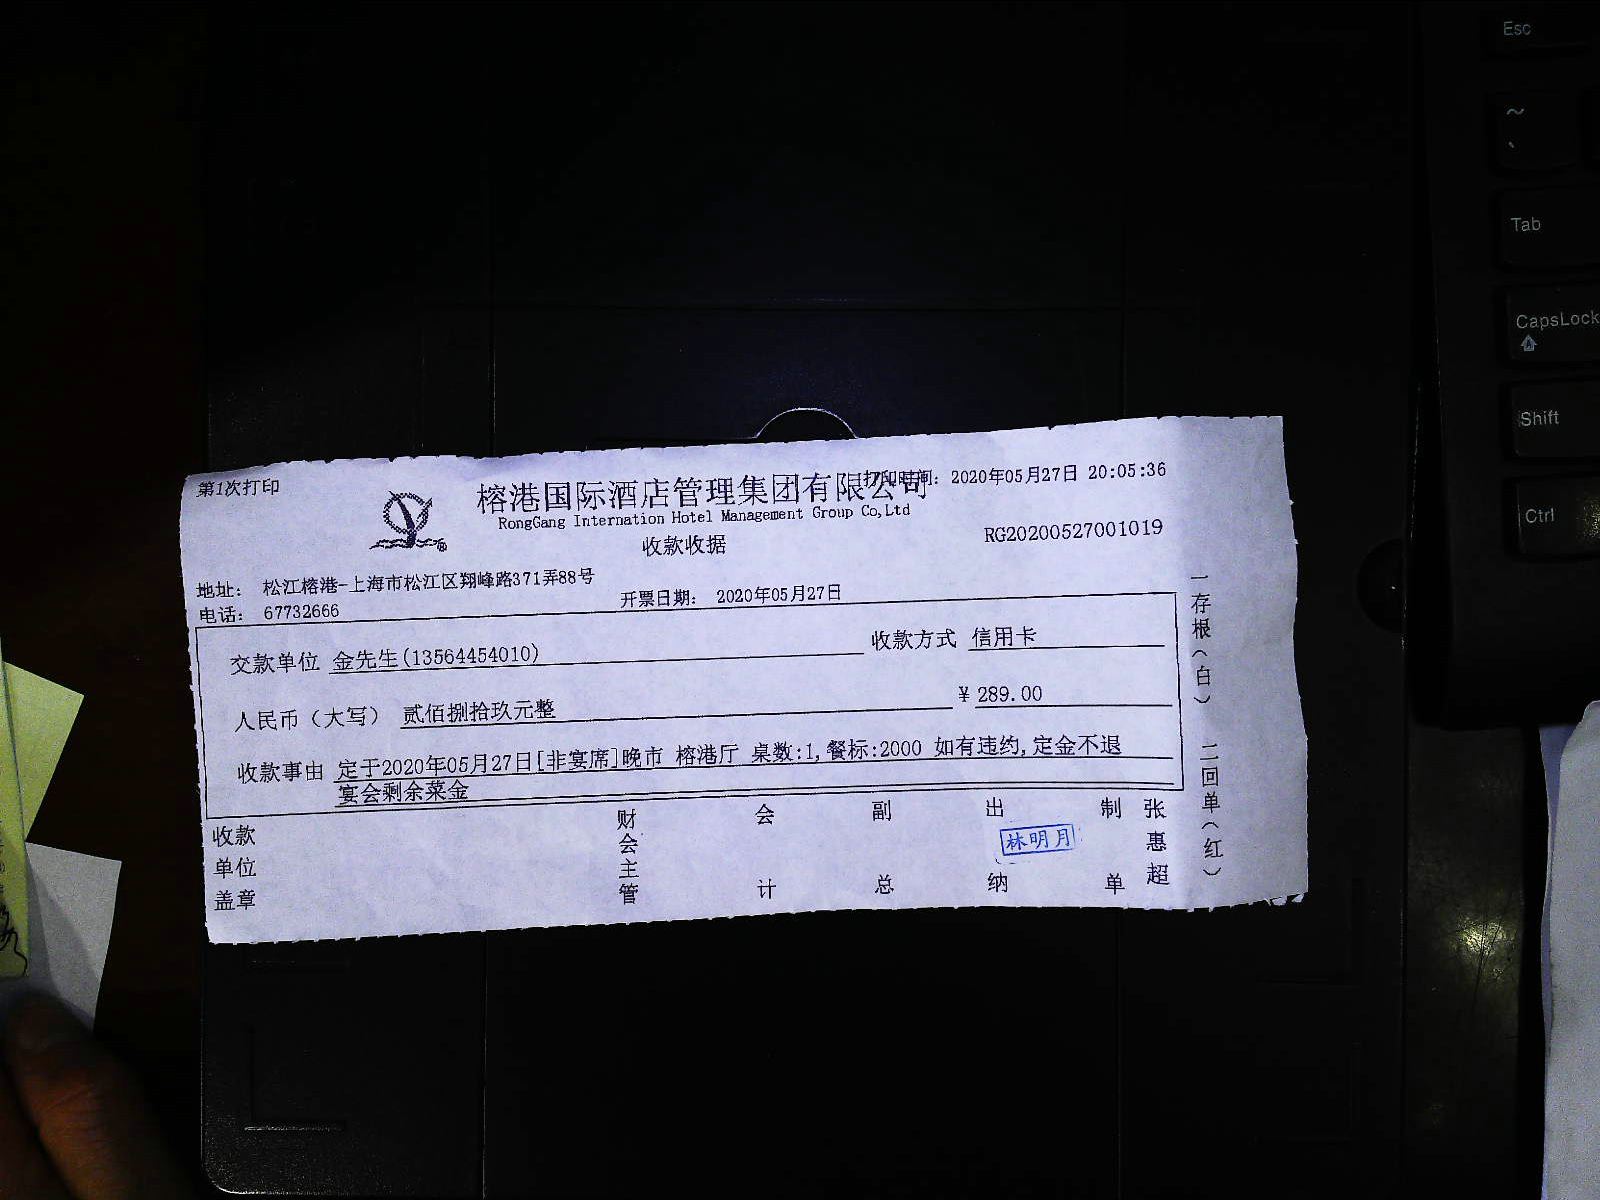 第1次打印
榕港国际酒店管理集团有限公司
打印时间: 2020年05月27日 20:05:36
RongGang Internation Hotel Management Group Co,Ltd
收款收据
RG20200527001019
地址: 松江榕港-上海市松江区翔峰路371弄88号
电话: 67732666
开票日期: 2020年05月27日
交款单位 金先生(13564454010)
收款方式 信用卡
人民币（大写） 贰佰捌拾玖元整
¥ 289.00
收款事由 定于2020年05月27日[非宴席]晚市 榕港厅 桌数:1,餐标:2000 如有违约,定金不退
宴会剩余菜金
收款单位盖章
财会主管
会计
副总
出纳
林明月
制单
张惠超
一存根（白） 二回单（红）
Esc
~
、
Tab
CapsLock
Shift
Ctrl